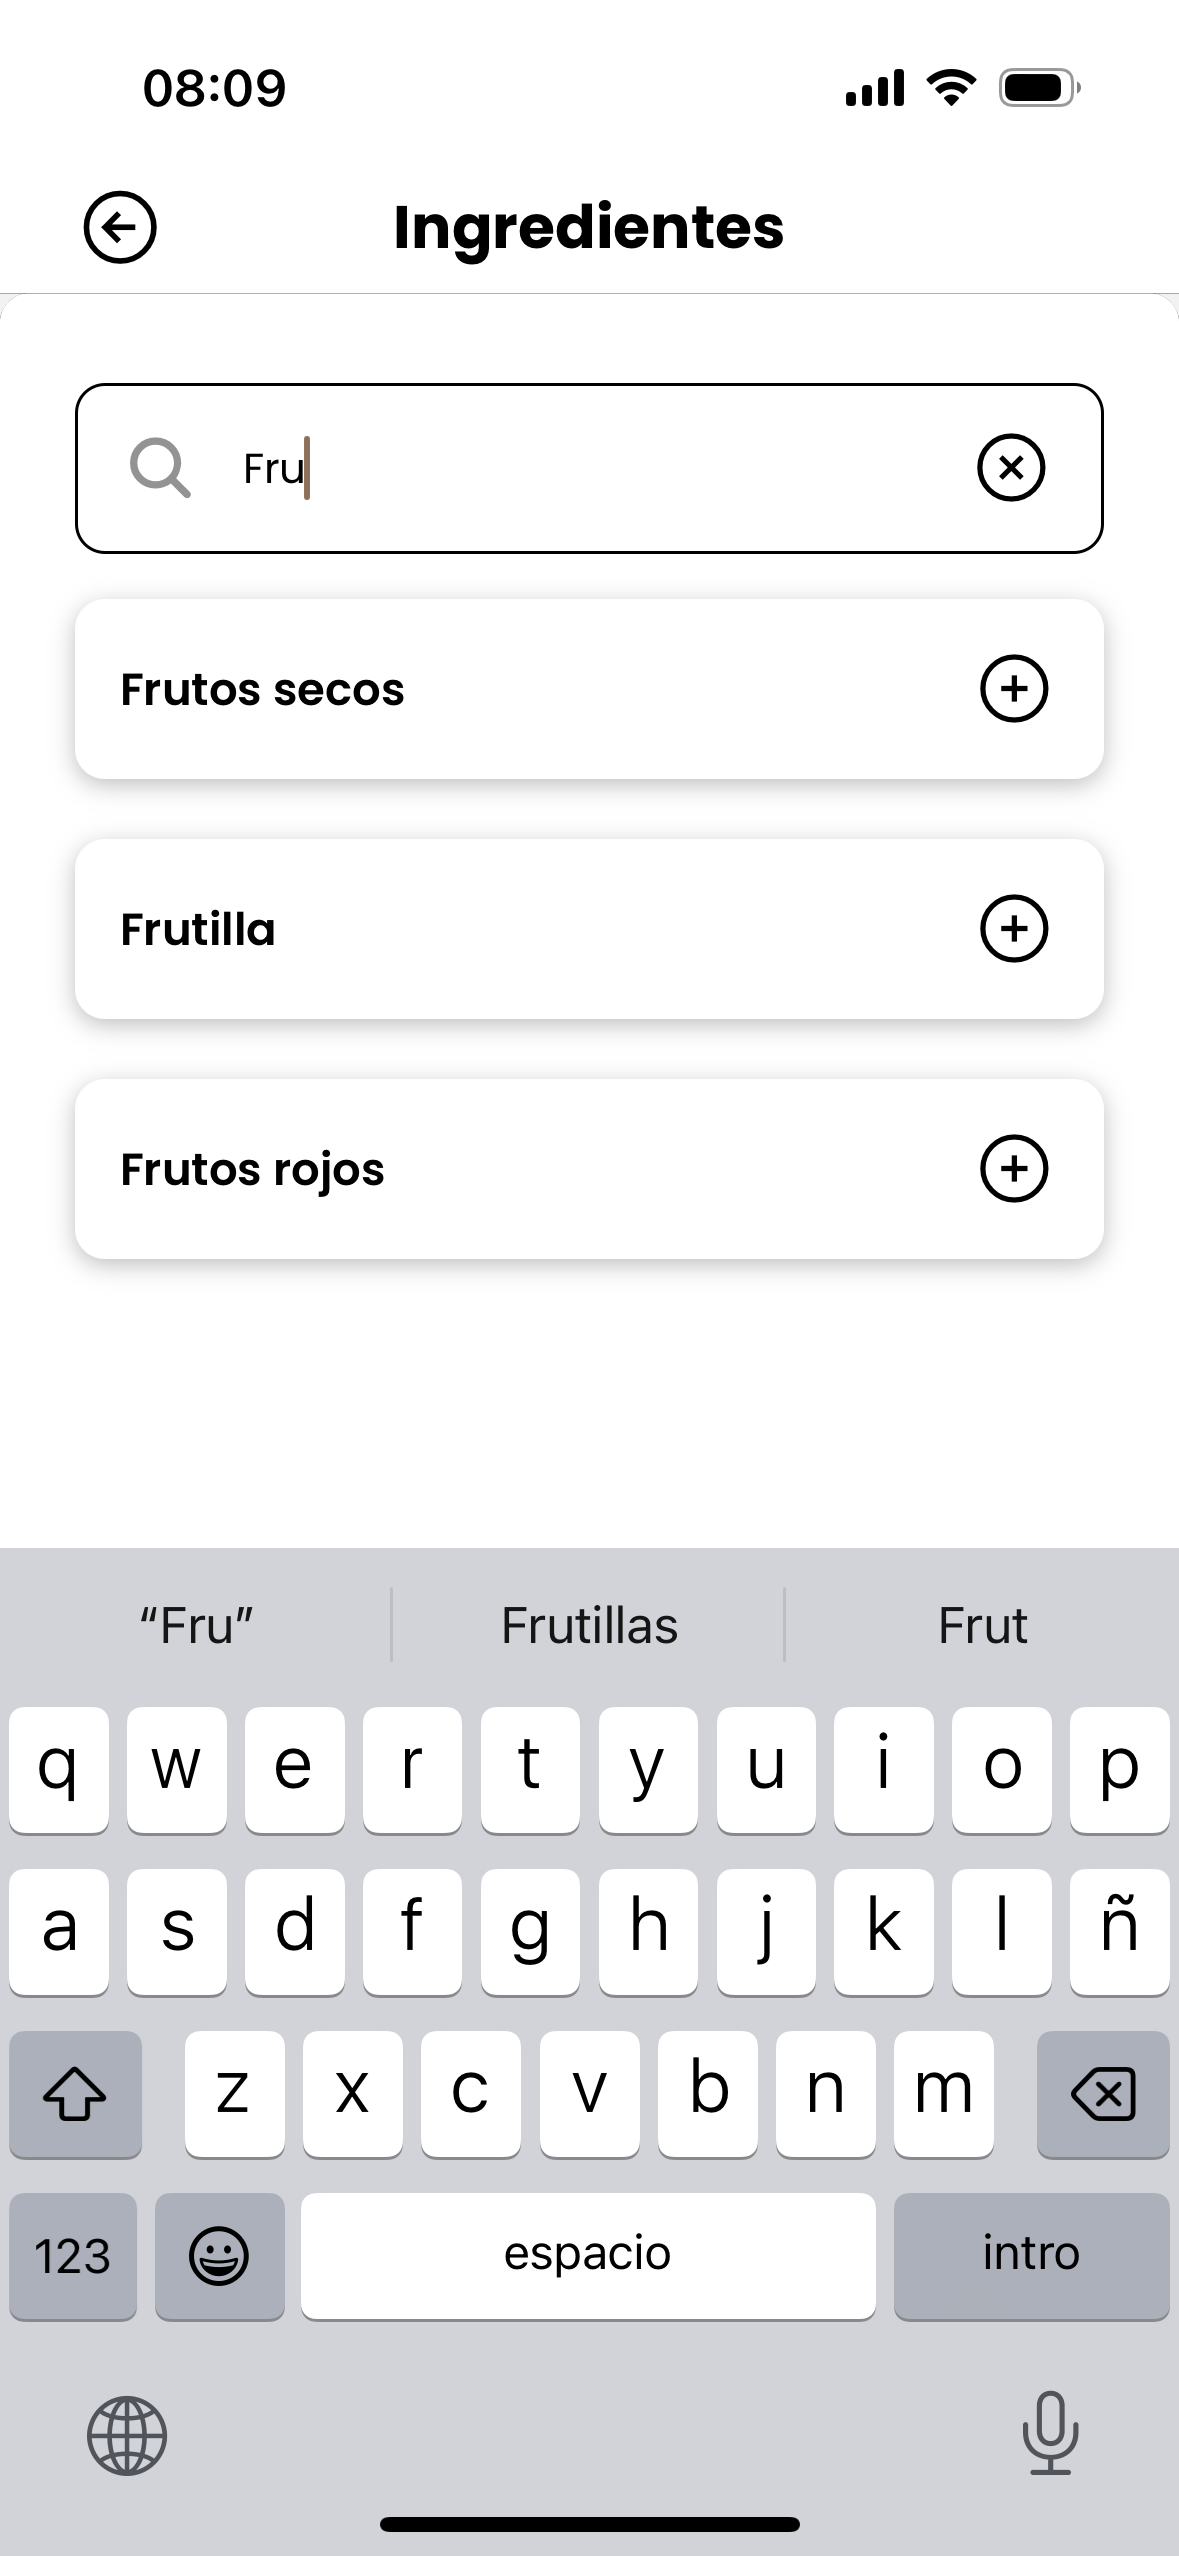 08:09
Ingredientes
Fru
Frutos secos
Frutilla
Frutos rojos
“Fru” Frutillas Frut
q w e r t y u i o p
a s d f g h j k l ñ
z x c v b n m
123 espacio intro